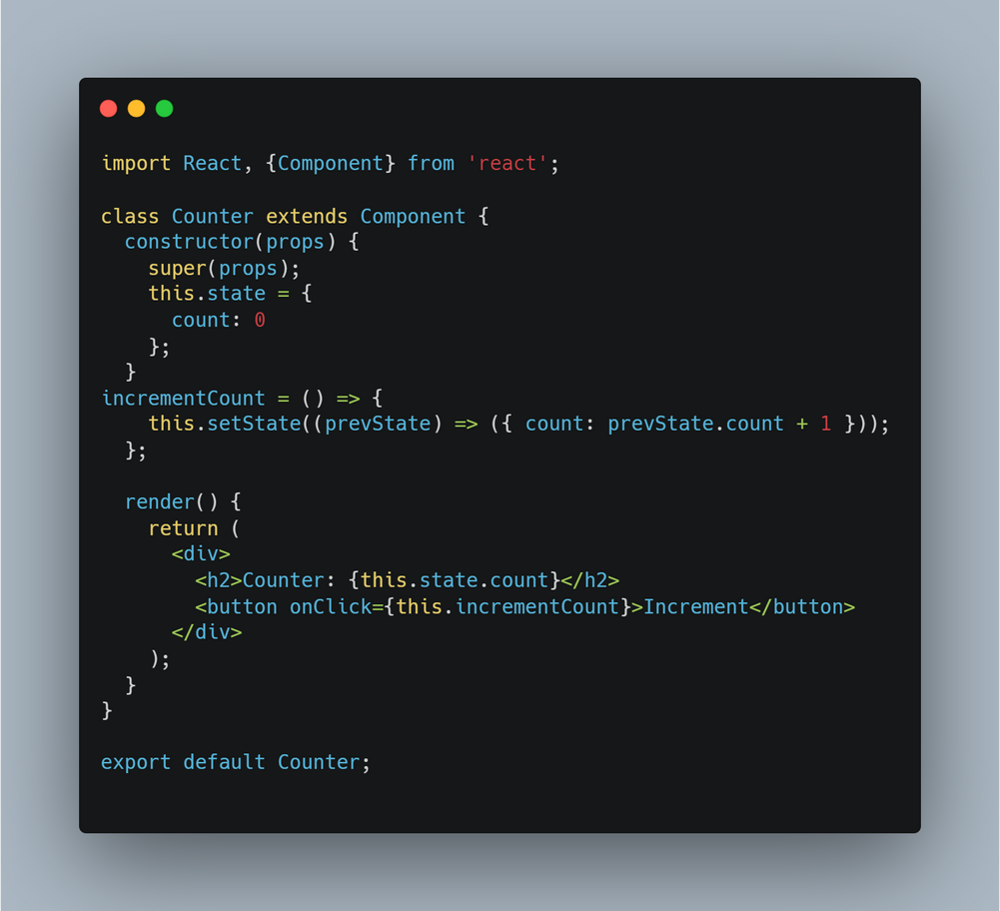 import React, {Component} from 'react';

class Counter extends Component {
  constructor(props) {
    super(props);
    this.state = {
      count: 0
    };
  }
incrementCount = () => {
    this.setState((prevState) => ({ count: prevState.count + 1 }));
  };

  render() {
    return (
      <div>
        <h2>Counter: {this.state.count}</h2>
        <button onClick={this.incrementCount}>Increment</button>
      </div>
    );
  }
}

export default Counter;